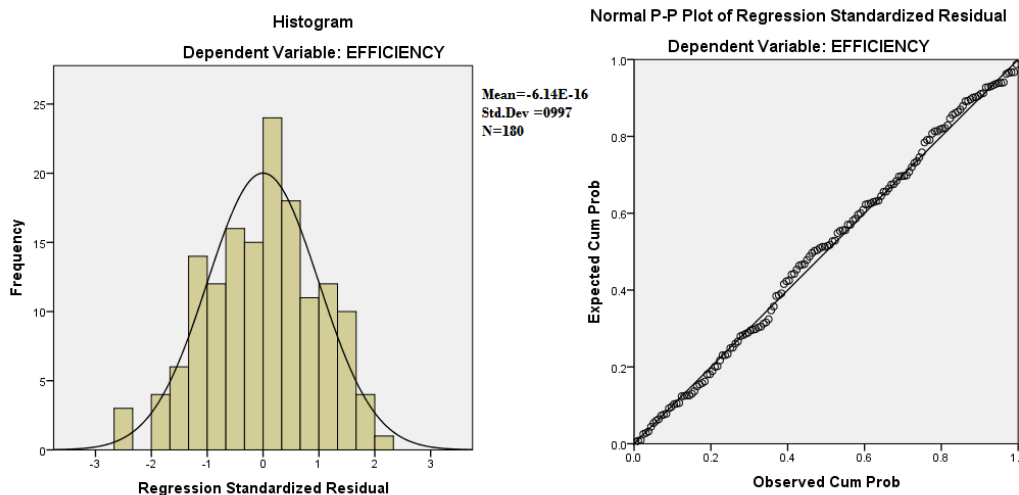 Histogram
Dependent Variable: EFFICIENCY
Mean=-6.14E-16
Std.Dev =0997
N=180
Frequency
25
20
15
10
5
0
-3
-2
-1
0
1
2
3
Regression Standardized Residual
Normal P-P Plot of Regression Standardized Residual
Dependent Variable: EFFICIENCY
Expected Cum Prob
1.0
0.8
0.6
0.4
0.2
0.0
0.0
0.2
0.4
0.6
0.8
1.0
Observed Cum Prob